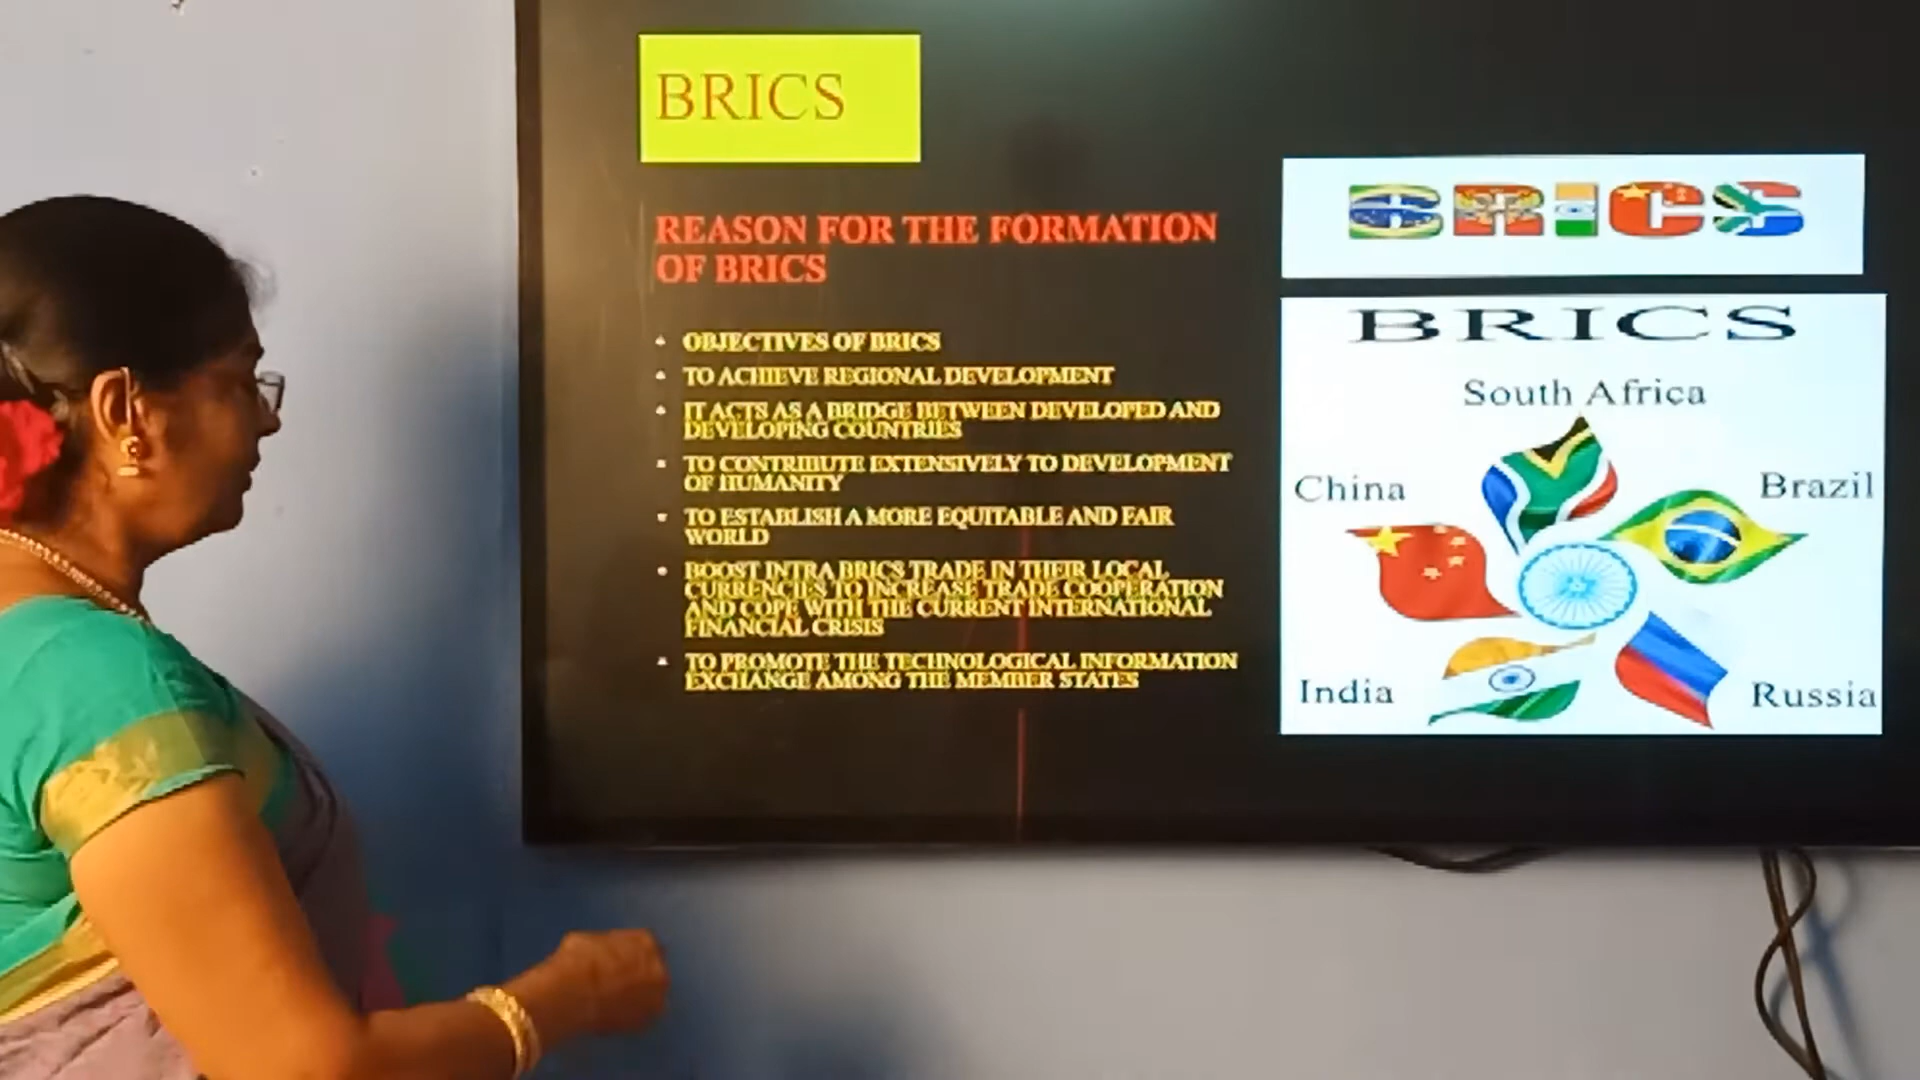 BRICS
REASON FOR THE FORMATION
OF BRICS
OBJECTIVES OF BRICS
TO ACHIEVE REGIONAL DEVELOPMENT
IT ACTS AS A BRIDGE BETWEEN DEVELOPED AND
DEVELOPING COUNTRIES
TO CONTRIBUTE EXTENSIVELY TO DEVELOPMENT
OF HUMANITY
TO ESTABLISH A MORE EQUITABLE AND FAIR
WORLD
BOOST INTRA BRICS TRADE IN THEIR LOCAL
CURRENCIES TO INCREASE TRADE COOPERATION
AND COPE WITH THE CURRENT INTERNATIONAL
FINANCIAL CRISIS
TO PROMOTE THE TECHNOLOGICAL INFORMATION
EXCHANGE AMONG THE MEMBER STATES
BRICS
BRICS
South Africa
China
Brazil
India
Russia